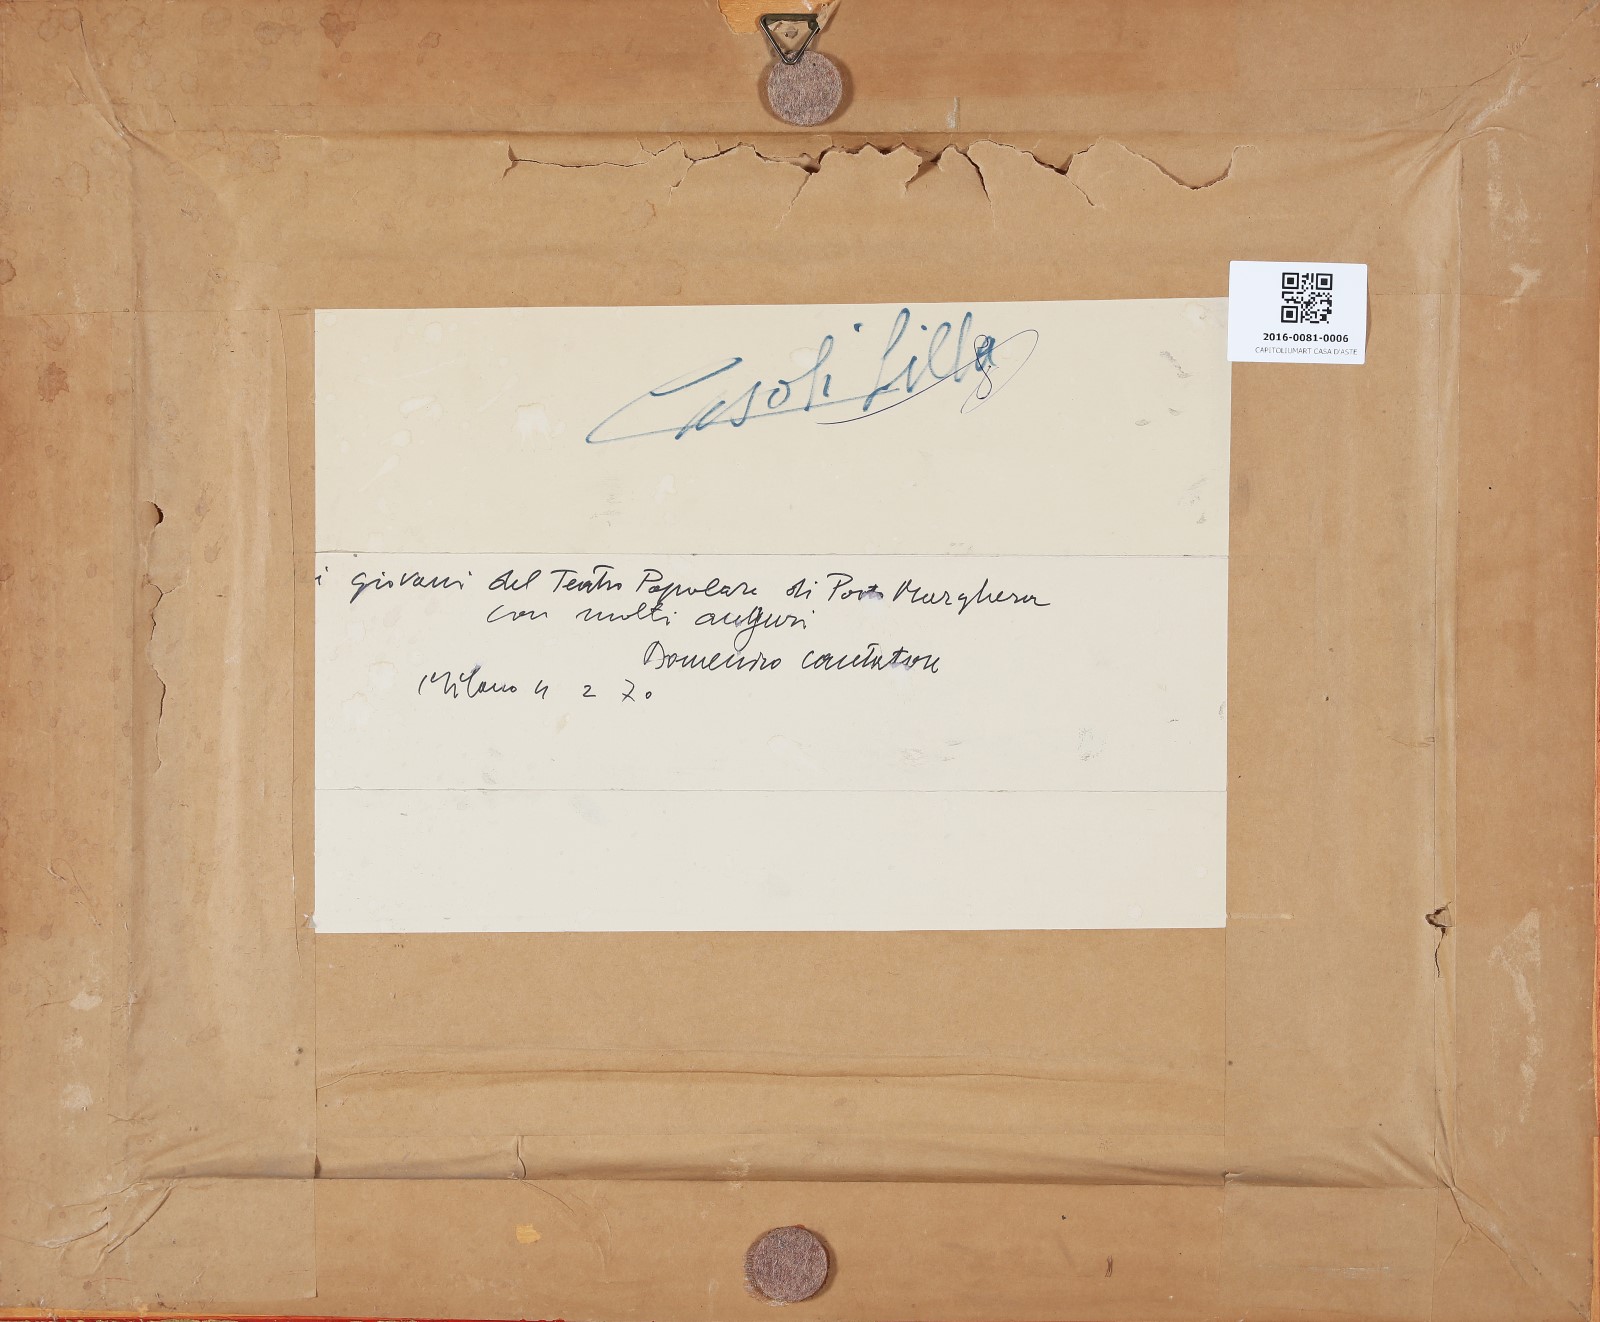 Casoli Lilla
i giovani del Teatro Popolare di Porto Marghera
con molti auguri
Domenico Cantatore
Milano 4 2 70
2016-0081-0006
CAPITOLIUMART CASA D'ASTE